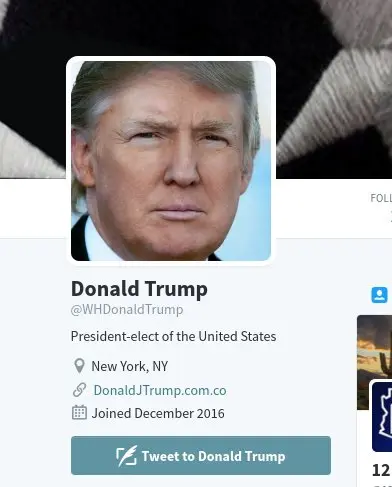 FOLL
Donald Trump
@WHDonaldTrump
President-elect of the United States
New York, NY
DonaldJTrump.com.co
Joined December 2016
Tweet to Donald Trump
12